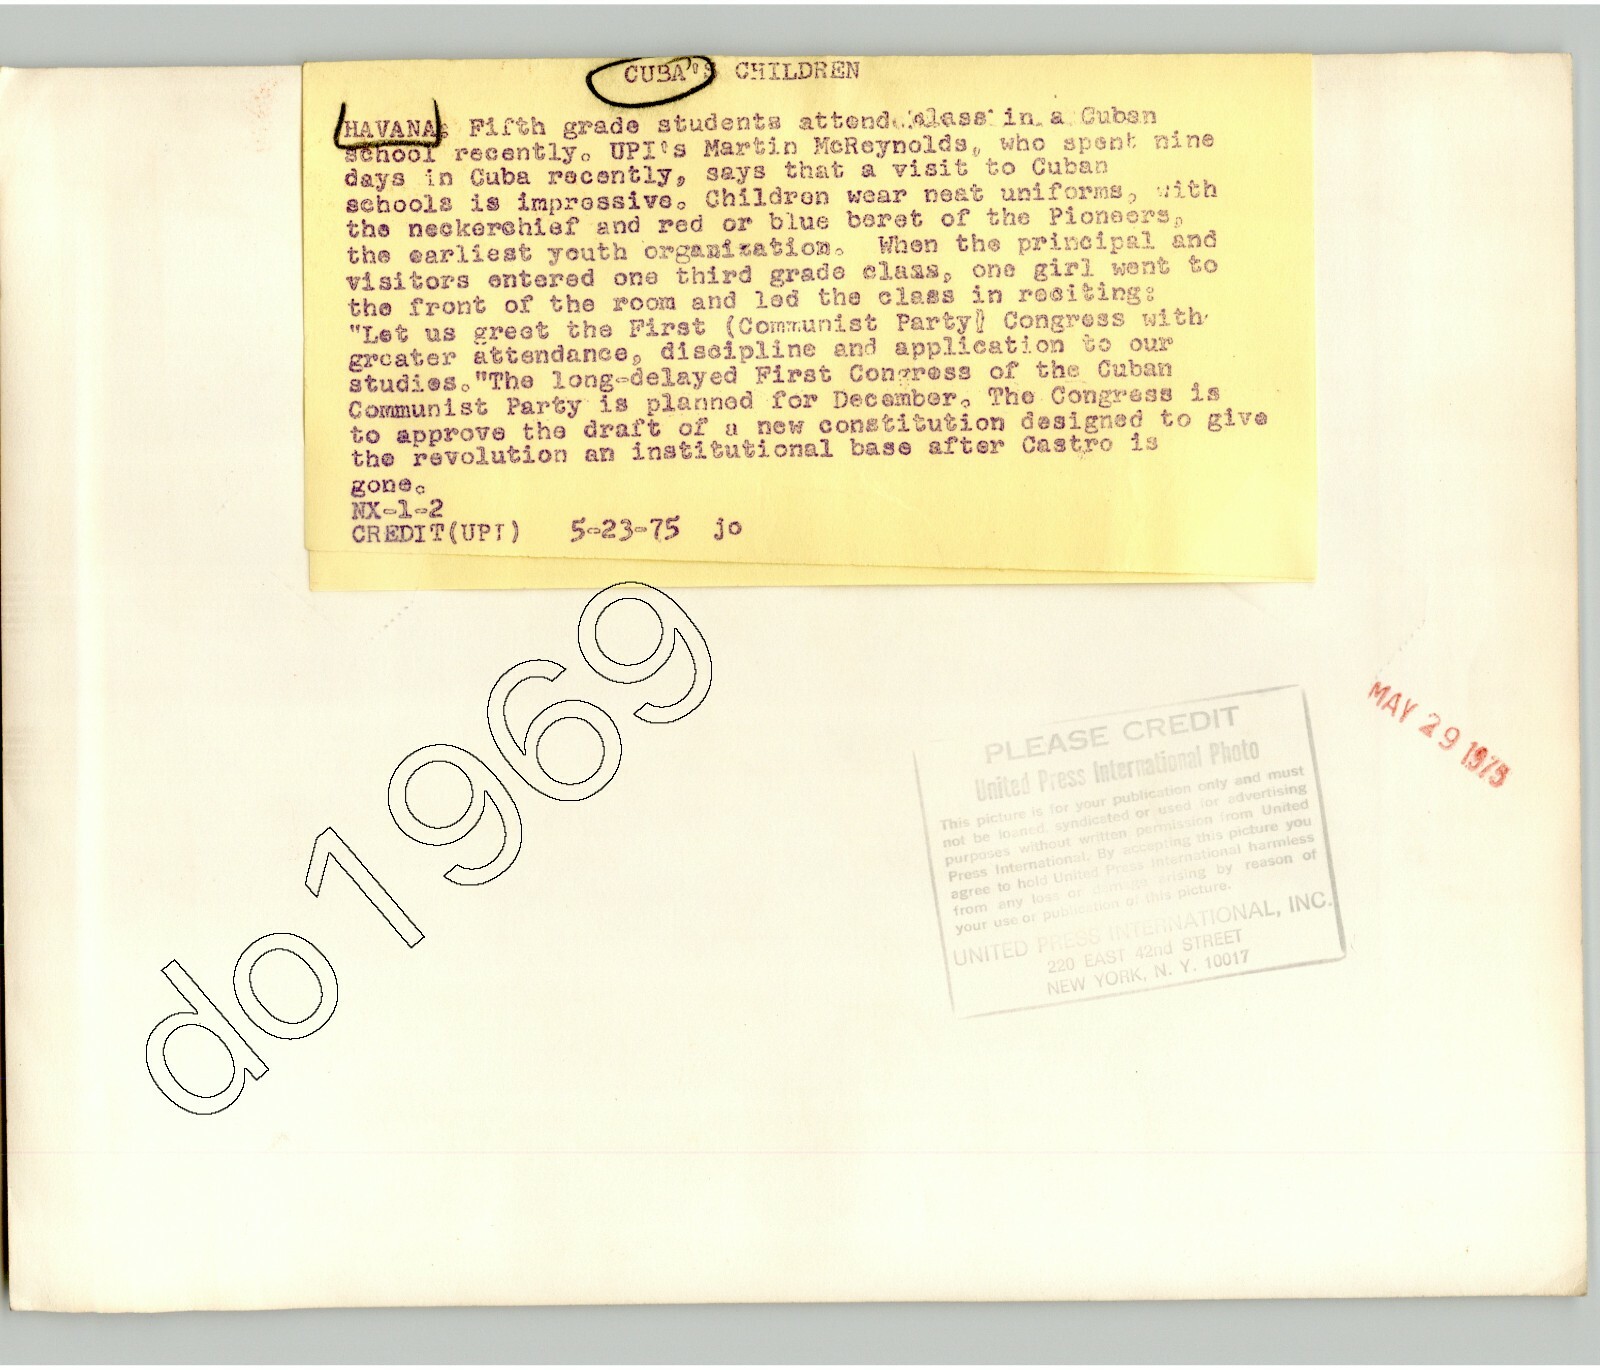 CUBA'S CHILDREN
HAVANA: Fifth grade students attend class in a Cuban
school recently. UPI's Martin McReynolds, who spent nine
days in Cuba recently, says that a visit to Cuban
schools is impressive. Children wear neat uniforms, with
the neckerchief and red or blue beret of the Pioneers,
the earliest youth organization. When the principal and
visitors entered one third grade class, one girl went to
the front of the room and led the class in reciting:
"Let us greet the First (Communist Party) Congress with
greater attendance, discipline and application to our
studies."The long-delayed First Congress of the Cuban
Communist Party is planned for December. The Congress is
to approve the draft of a new constitution designed to give
the revolution an institutional base after Castro is
gone.
NX-1-2
CREDIT(UPI) 5-23-75 jo
do1969
MAY 29 1975
PLEASE CREDIT
United Press International Photo
This picture is for your publication only and must
not be loaned, syndicated or used for advertising
purposes without written permission from United
Press International. By accepting this picture you
agree to hold United Press International harmless
from any loss or damage arising by reason of
your use or publication of this picture.
UNITED PRESS INTERNATIONAL, INC.
220 EAST 42nd STREET
NEW YORK, N. Y. 10017